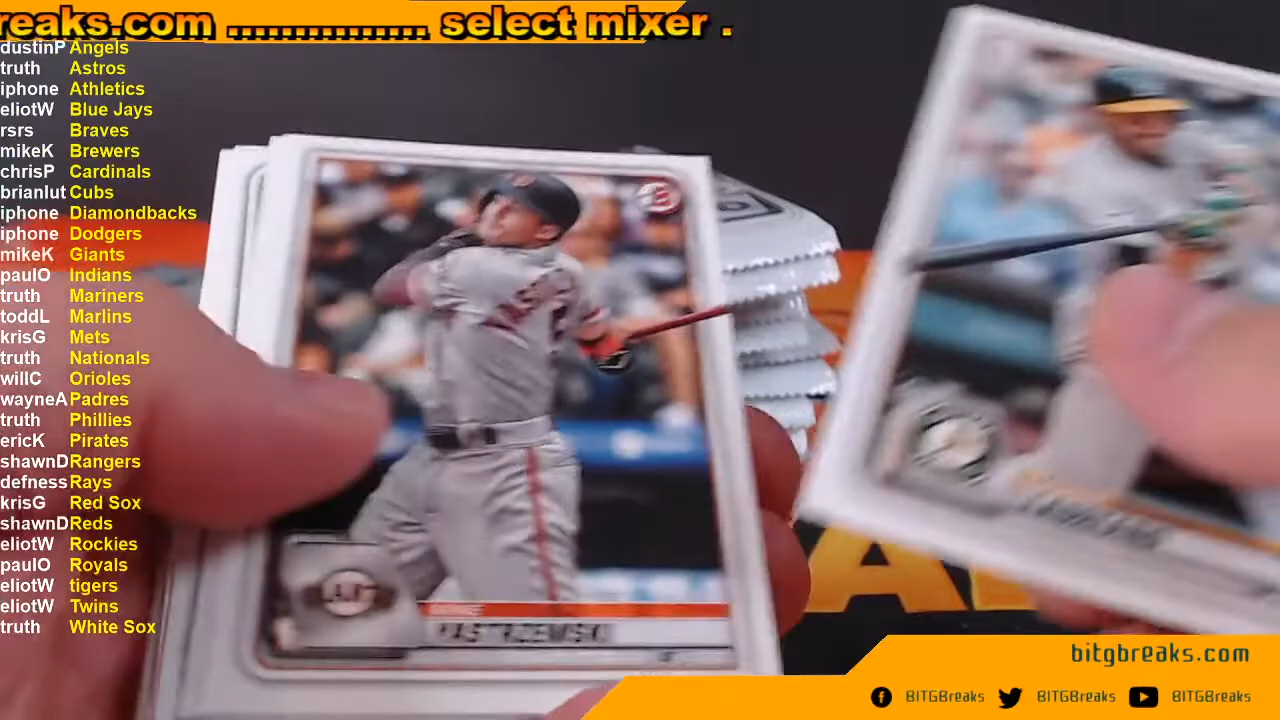 reaks.com ............... select mixer .
dustinP Angels
truth Astros
iphone Athletics
eliotW Blue Jays
rsrs Braves
mikeK Brewers
chrisP Cardinals
brianlut Cubs
iphone Diamondbacks
iphone Dodgers
mikeK Giants
paulO Indians
truth Mariners
toddL Marlins
krisG Mets
truth Nationals
willC Orioles
wayneA Padres
truth Phillies
ericK Pirates
shawnD Rangers
defness Rays
krisG Red Sox
shawnD Reds
eliotW Rockies
paulO Royals
eliotW tigers
eliotW Twins
truth White Sox
YASTRZEMSKI
bitgbreaks.com
BITGBreaks BITGBreaks BITGBreaks